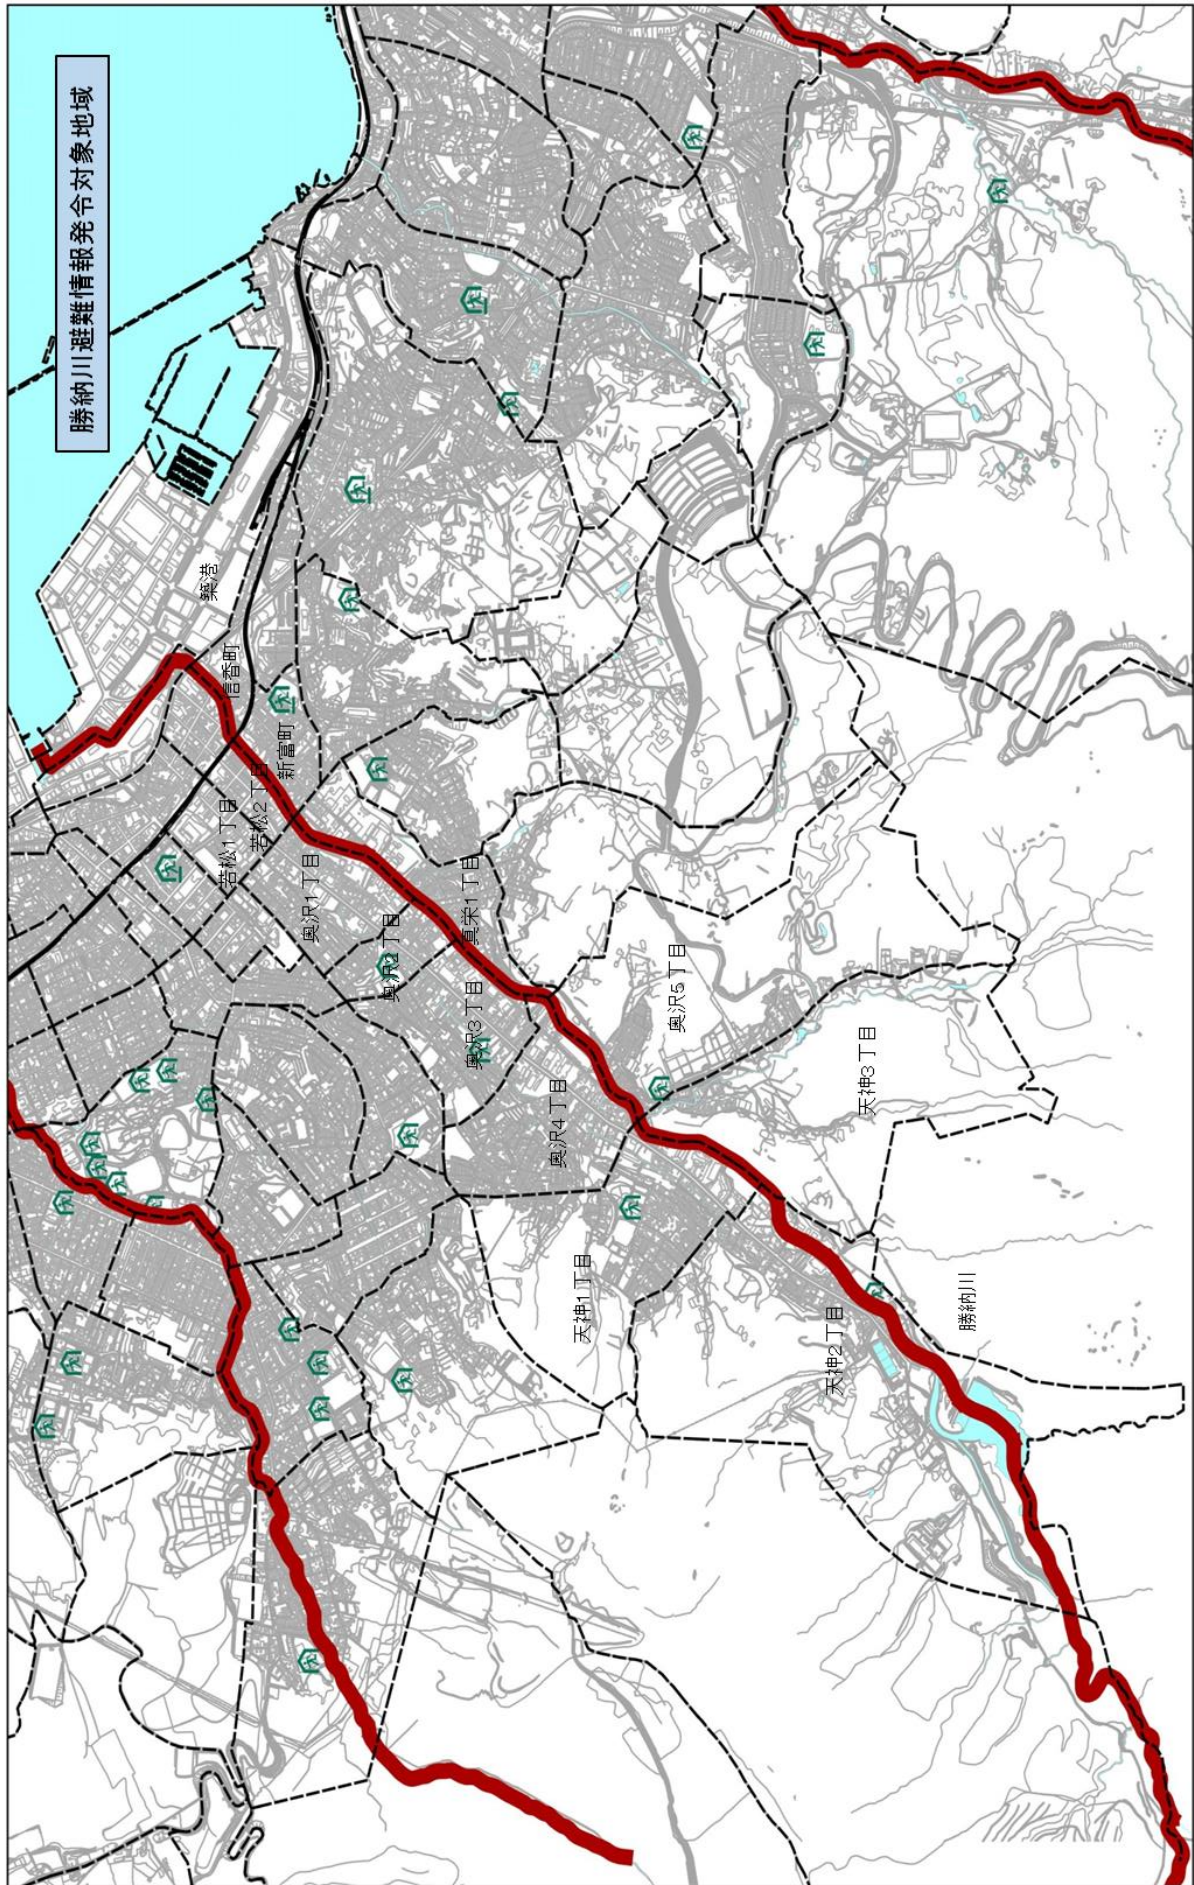 勝納川避難情報発令対象地域
築港
信香町
新富町
若松2丁目
若松1丁目
奥沢1丁目
真栄1丁目
奥沢2丁目
奥沢3丁目
奥沢5丁目
奥沢4丁目
天神3丁目
天神1丁目
天神2丁目
勝納川